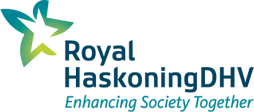 Royal
HaskoningDHV
Enhancing Society Together